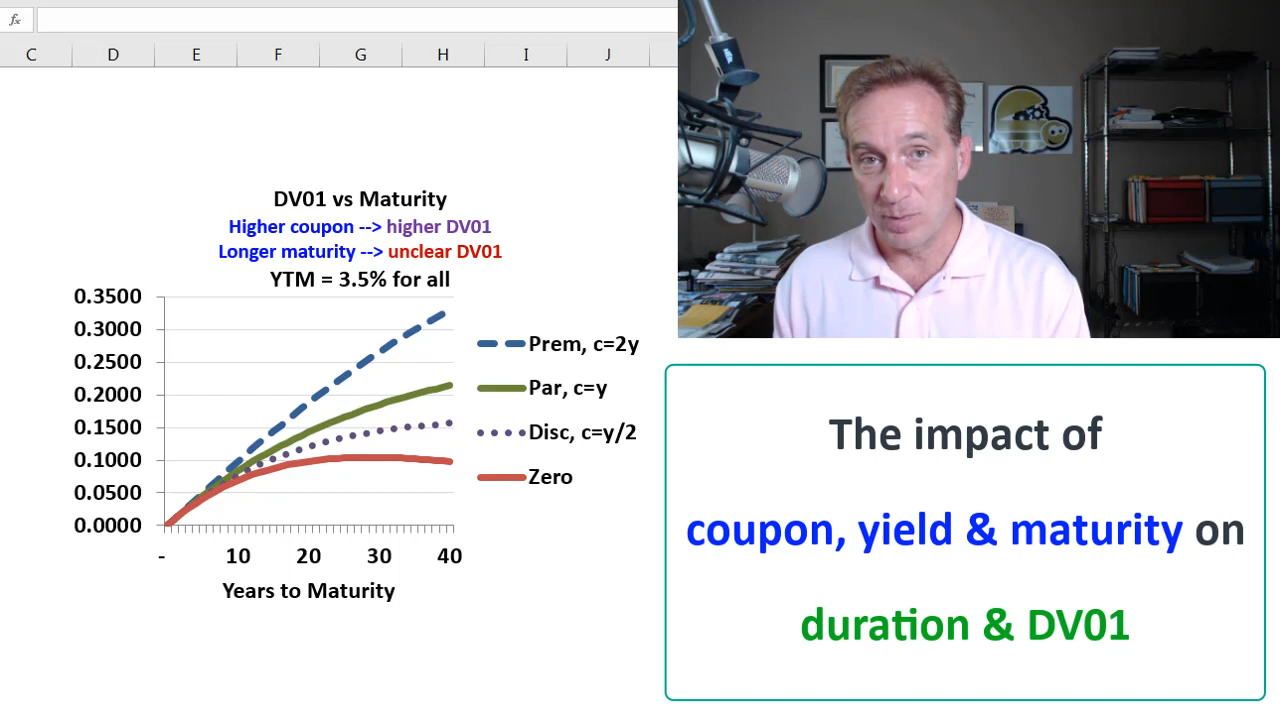 fx
C D E F G H I J
DV01 vs Maturity
Higher coupon --> higher DV01
Longer maturity --> unclear DV01
YTM = 3.5% for all
0.3500
0.3000
0.2500
0.2000
0.1500
0.1000
0.0500
0.0000
- 10 20 30 40
Years to Maturity
Prem, c=2y
Par, c=y
Disc, c=y/2
Zero
The impact of
coupon, yield & maturity on
duration & DV01